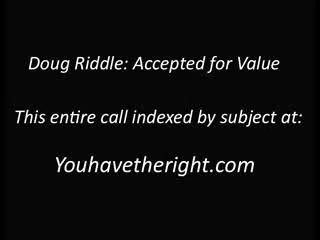 Doug Riddle: Accepted for Value
This entire call indexed by subject at:
Youhavetheright.com